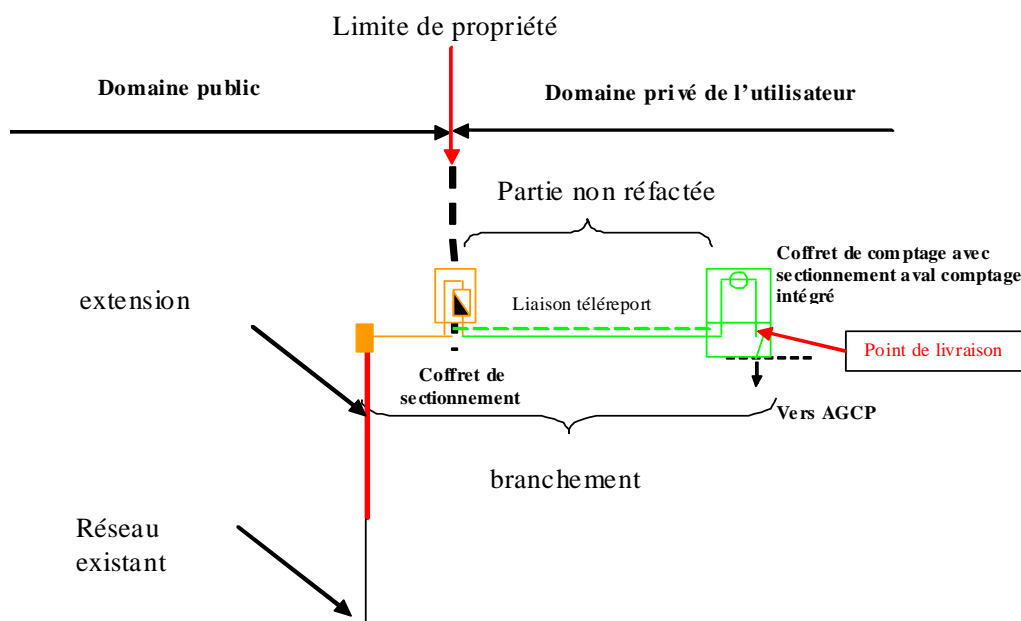 Limite de propriété
Domaine public
Domaine privé de l'utilisateur
Partie non réfactée
Coffret de comptage avec
sectionnement aval comptage
intégré
extension
Liaison téléreport
Point de livraison
Coffret de
sectionnement
Vers AGCP
branchement
Réseau
existant